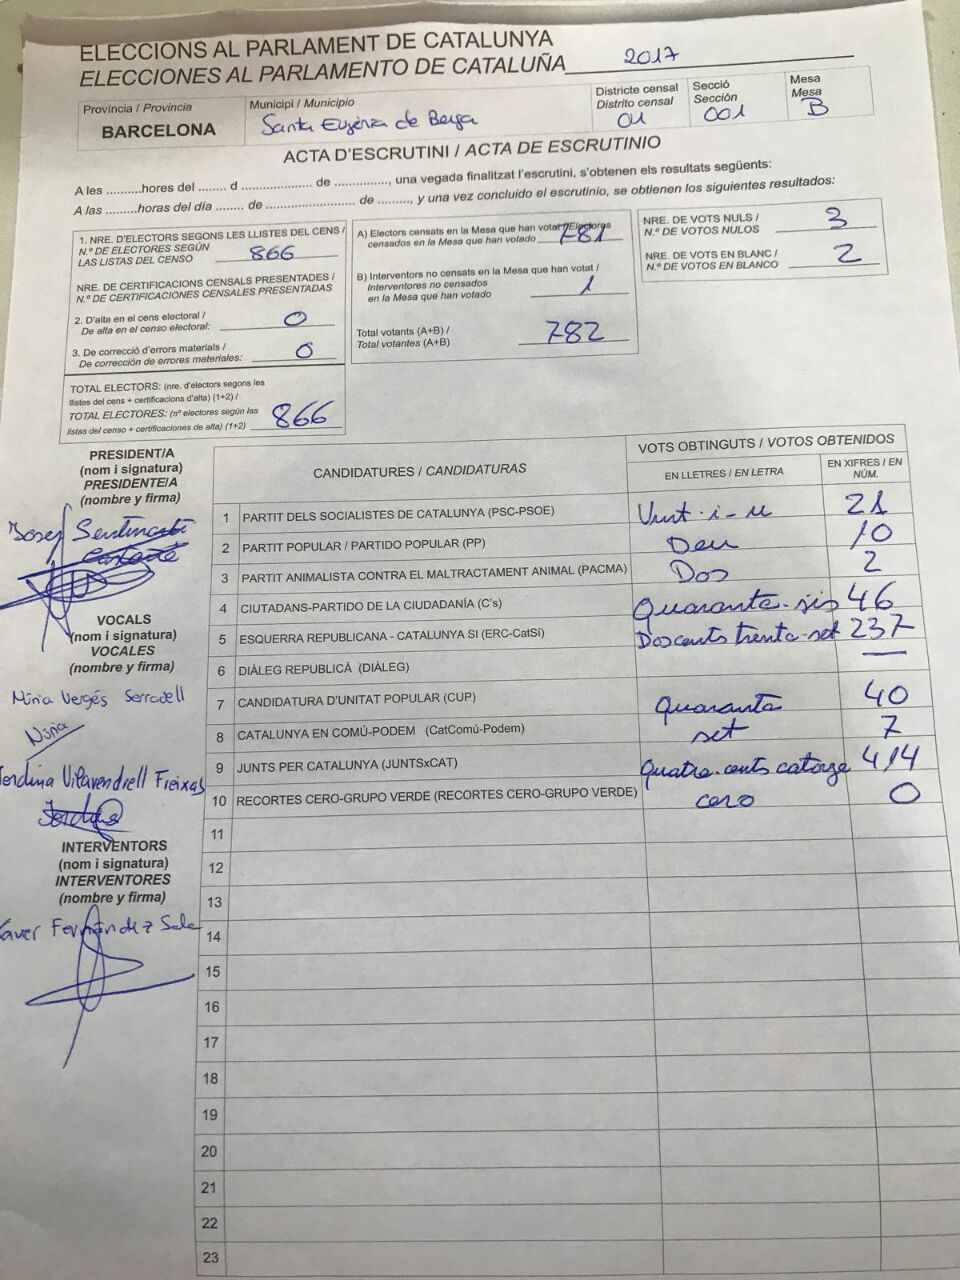 ELECCIONS AL PARLAMENT DE CATALUNYA
ELECCIONES AL PARLAMENTO DE CATALUÑA 2017
Provincia / Provincia
BARCELONA
Municipi / Municipio
Santa Eugènia de Berga
Districte censal
Distrito censal
01
Secció
Sección
001
Mesa
Mesa
B
ACTA D'ESCRUTINI / ACTA DE ESCRUTINIO
A les ..........hores del ........ d ..................... de ................, una vegada finalitzat l'escrutini, s'obtenen els resultats següents:
A las .........horas del día ........ de ........................... de ........., y una vez concluido el escrutinio, se obtienen los siguientes resultados:
1. NRE. D'ELECTORS SEGONS LES LLISTES DEL CENS /
N.º DE ELECTORES SEGÚN
LAS LISTAS DEL CENSO 866
NRE. DE CERTIFICACIONS CENSALS PRESENTADES /
N.º DE CERTIFICACIONES CENSALES PRESENTADAS
2. D'alta en el cens electoral /
De alta en el censo electoral: 0
3. De correcció d'errors materials /
De corrección de errores materiales: 0
TOTAL ELECTORS: (nre. d'electors segons les
llistes del cens + certificacions d'alta) (1+2) /
TOTAL ELECTORES: (nº electores según las
listas del censo + certificaciones de alta) (1+2) 866
A) Electors censats en la Mesa que han votat / Electores
censados en la Mesa que han votado 781
B) Interventors no censats en la Mesa que han votat /
Interventores no censados
en la Mesa que han votado 1
Total votants (A+B) /
Total votantes (A+B) 782
NRE. DE VOTS NULS /
N.º DE VOTOS NULOS 3
NRE. DE VOTS EN BLANC /
N.º DE VOTOS EN BLANCO 2
PRESIDENT/A
(nom i signatura)
PRESIDENTE/A
(nombre y firma)
Josep
VOCALS
(nom i signatura)
VOCALES
(nombre y firma)
Núria Vergés Serradell
Núria
Jordina Vilavendrell Freixas
Jordina
INTERVENTORS
(nom i signatura)
INTERVENTORES
(nombre y firma)
Xavier Fernández Sala
CANDIDATURES / CANDIDATURAS
VOTS OBTINGUTS / VOTOS OBTENIDOS
EN LLETRES / EN LETRA
EN XIFRES / EN
NÚM.
1 PARTIT DELS SOCIALISTES DE CATALUNYA (PSC-PSOE) Vint-i-u 21
2 PARTIT POPULAR / PARTIDO POPULAR (PP) Deu 10
3 PARTIT ANIMALISTA CONTRA EL MALTRACTAMENT ANIMAL (PACMA) Dos 2
4 CIUTADANS-PARTIDO DE LA CIUDADANÍA (C's) Quaranta-sis 46
5 ESQUERRA REPUBLICANA - CATALUNYA SI (ERC-CatSí) Doscents trenta-set 237
6 DIÀLEG REPUBLICÀ (DIÀLEG) —
7 CANDIDATURA D'UNITAT POPULAR (CUP) Quaranta 40
8 CATALUNYA EN COMÚ-PODEM (CatComú-Podem) set 7
9 JUNTS PER CATALUNYA (JUNTSxCAT) Quatre-cents catorze 414
10 RECORTES CERO-GRUPO VERDE (RECORTES CERO-GRUPO VERDE) cero 0
11
12
13
14
15
16
17
18
19
20
21
22
23